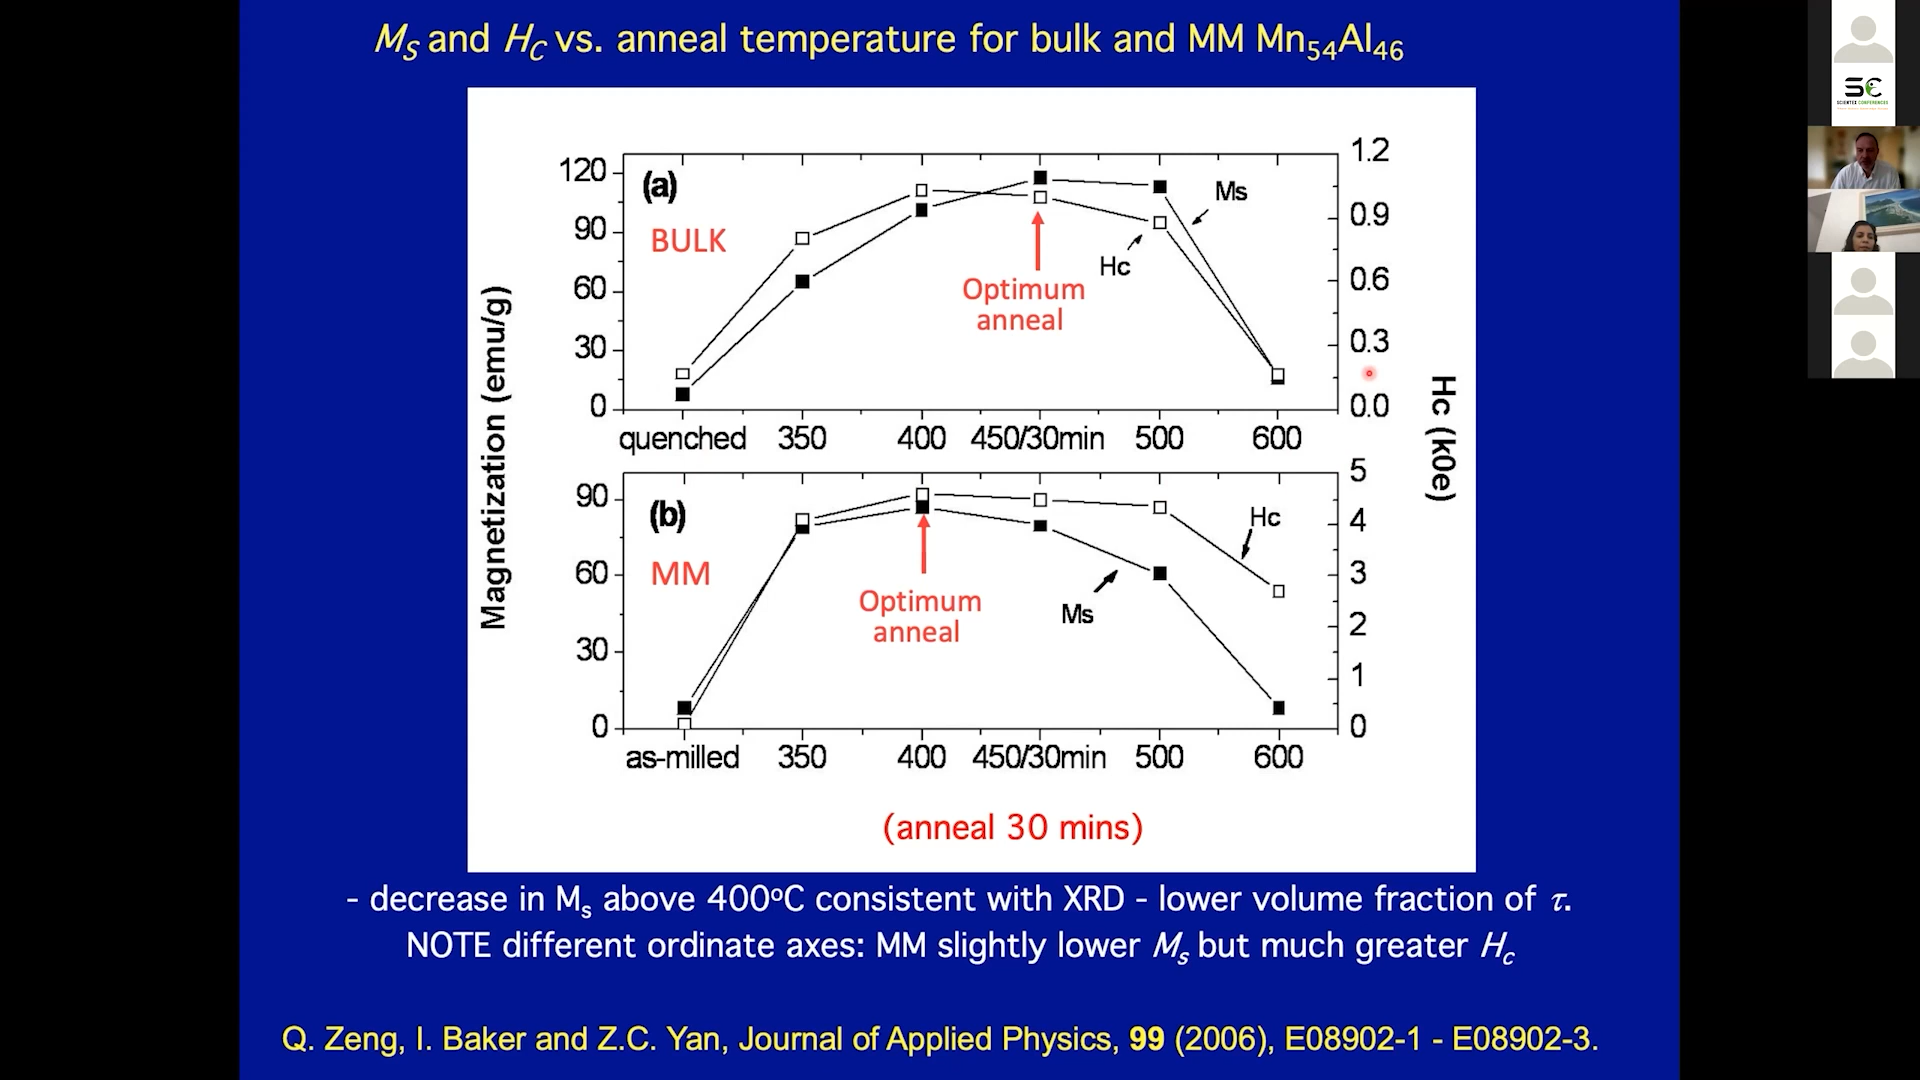 MS and HC vs. anneal temperature for bulk and MM Mn54Al46
SC
SCIENTEX CONFERENCES
120
90
60
30
0
(a)
BULK
Ms
Hc
Optimum
anneal
1.2
0.9
0.6
0.3
0.0
quenched 350 400 450/30min 500 600
Magnetization (emu/g)
Hc (k0e)
90
60
30
0
(b)
MM
Hc
Ms
Optimum
anneal
5
4
3
2
1
0
as-milled 350 400 450/30min 500 600
(anneal 30 mins)
- decrease in Ms above 400oC consistent with XRD - lower volume fraction of τ.
NOTE different ordinate axes: MM slightly lower Ms but much greater Hc
Q. Zeng, I. Baker and Z.C. Yan, Journal of Applied Physics, 99 (2006), E08902-1 - E08902-3.